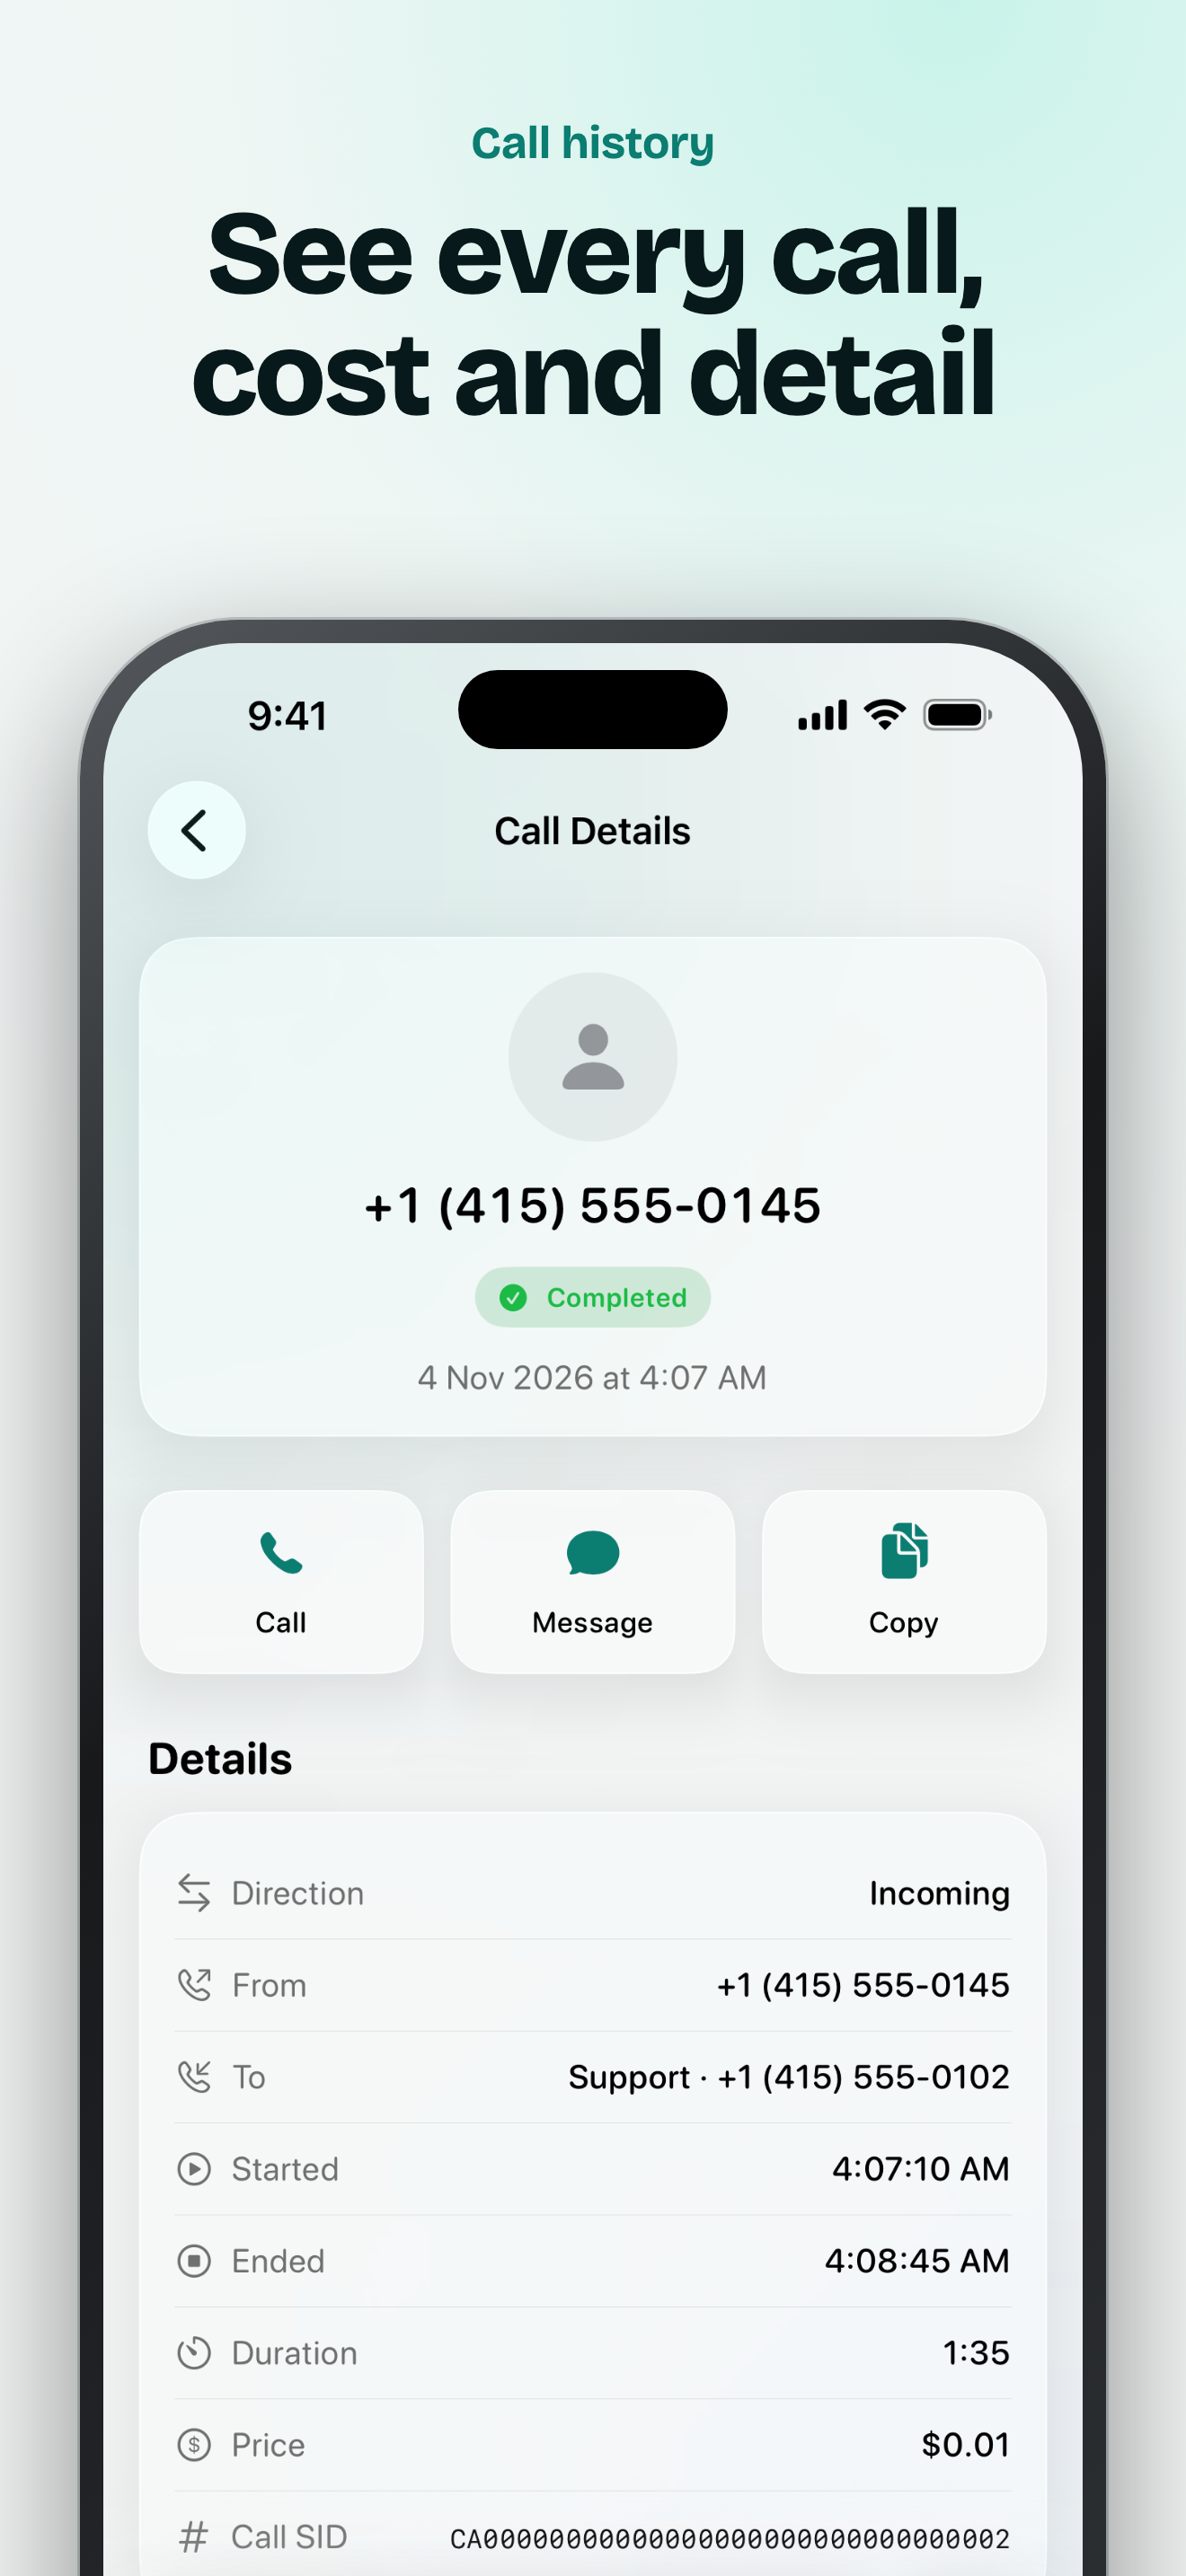 Call history
See every call,
cost and detail
9:41
Call Details
+1 (415) 555-0145
Completed
4 Nov 2026 at 4:07 AM
Call Message Copy
Details
Direction Incoming
From +1 (415) 555-0145
To Support · +1 (415) 555-0102
Started 4:07:10 AM
Ended 4:08:45 AM
Duration 1:35
$ Price $0.01
# Call SID CA00000000000000000000000000000002